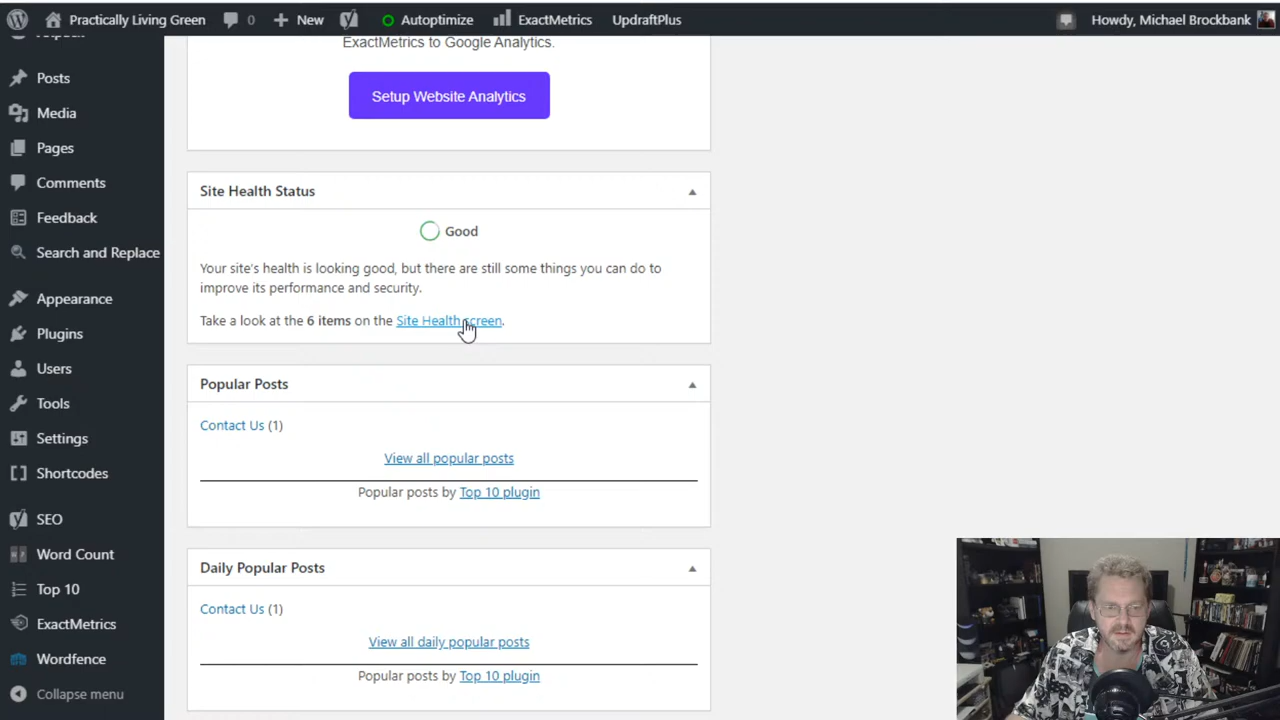 Practically Living Green 0 New Autoptimize ExactMetrics UpdraftPlus Howdy, Michael Brockbank
Posts
Media
Pages
Comments
Feedback
Search and Replace
Appearance
Plugins
Users
Tools
Settings
Shortcodes
SEO
Word Count
Top 10
ExactMetrics
Wordfence
Collapse menu
ExactMetrics to Google Analytics.
Setup Website Analytics
Site Health Status
Good
Your site's health is looking good, but there are still some things you can do to
improve its performance and security.
Take a look at the 6 items on the Site Health screen.
Popular Posts
Contact Us (1)
View all popular posts
Popular posts by Top 10 plugin
Daily Popular Posts
Contact Us (1)
View all daily popular posts
Popular posts by Top 10 plugin